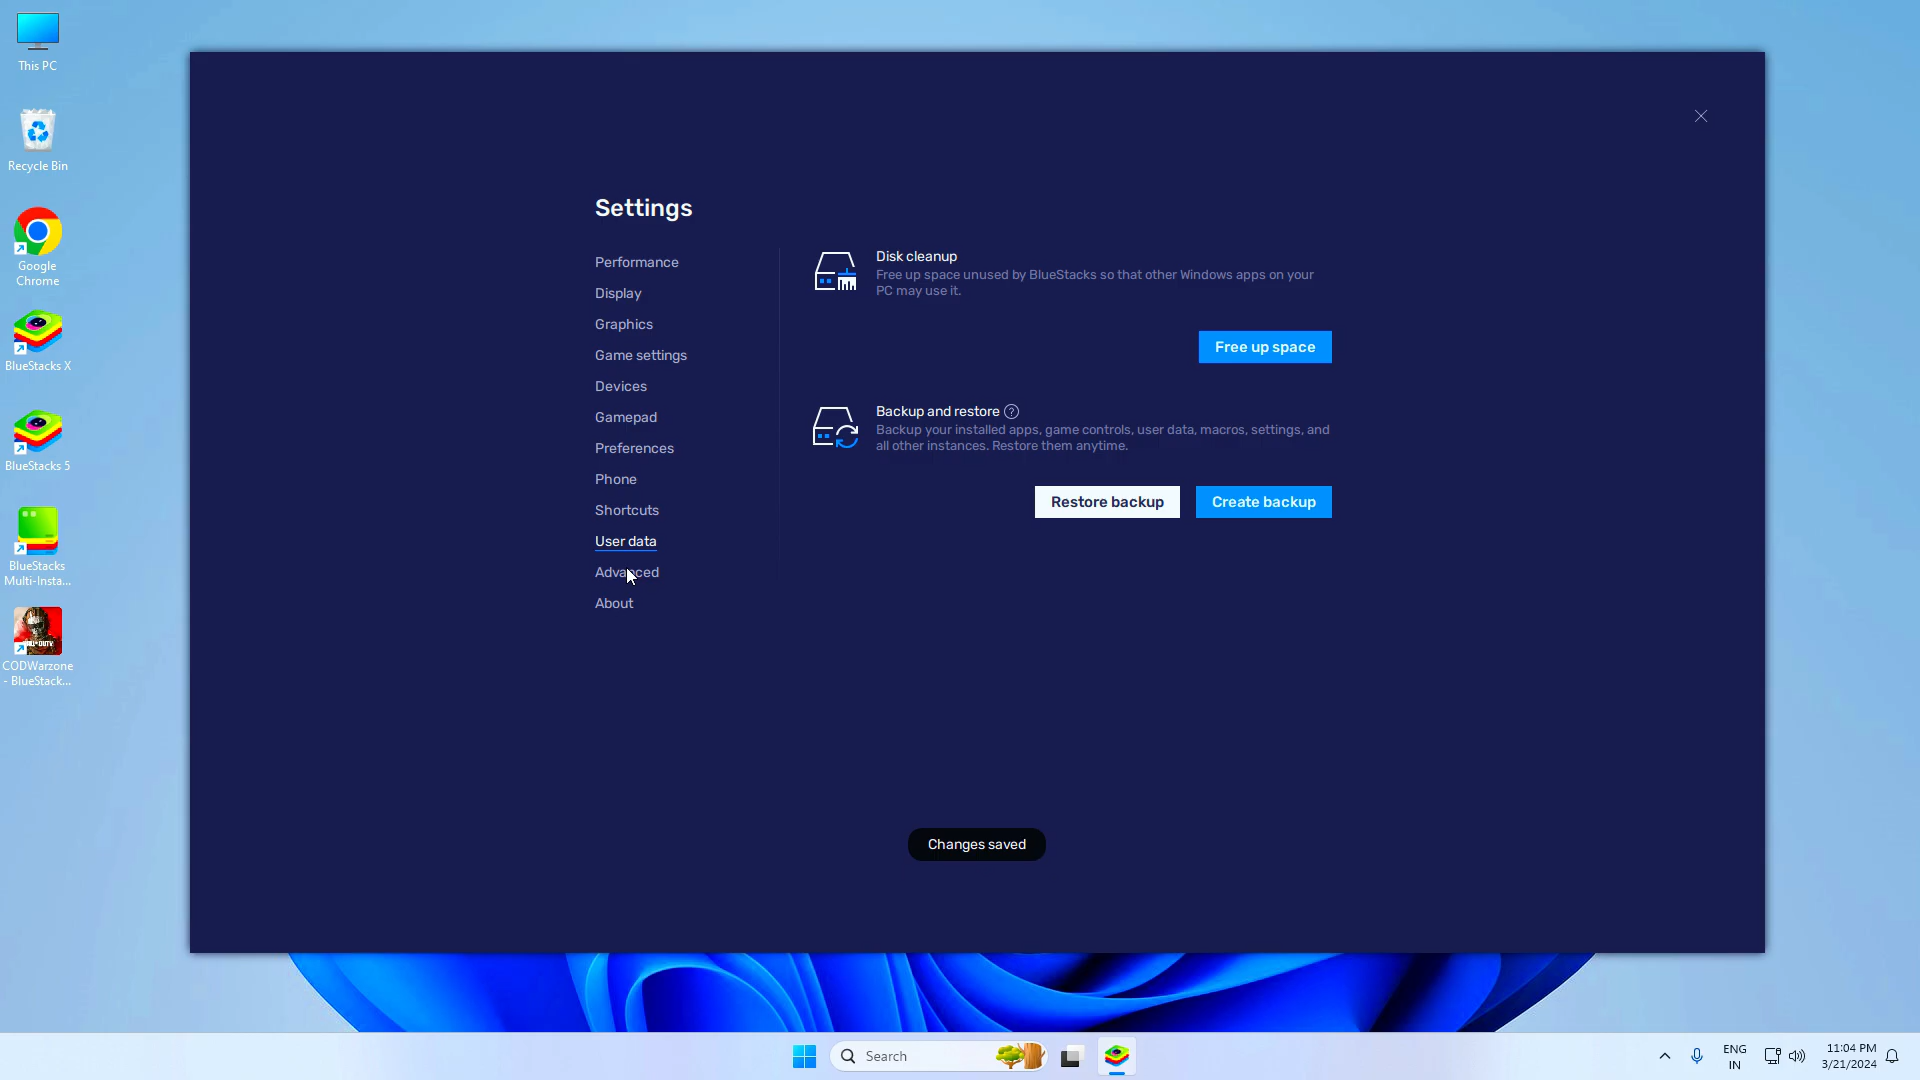 This PC
Recycle Bin
Google
Chrome
BlueStacks X
BlueStacks 5
BlueStacks
Multi-Insta...
CODWarzone
- BlueStack...
Settings
Performance
Display
Graphics
Game settings
Devices
Gamepad
Preferences
Phone
Shortcuts
User data
Advanced
About
Disk cleanup
Free up space unused by BlueStacks so that other Windows apps on your
PC may use it.
Free up space
Backup and restore ?
Backup your installed apps, game controls, user data, macros, settings, and
all other instances. Restore them anytime.
Restore backup
Create backup
Changes saved
Search
ENG
IN
11:04 PM
3/21/2024